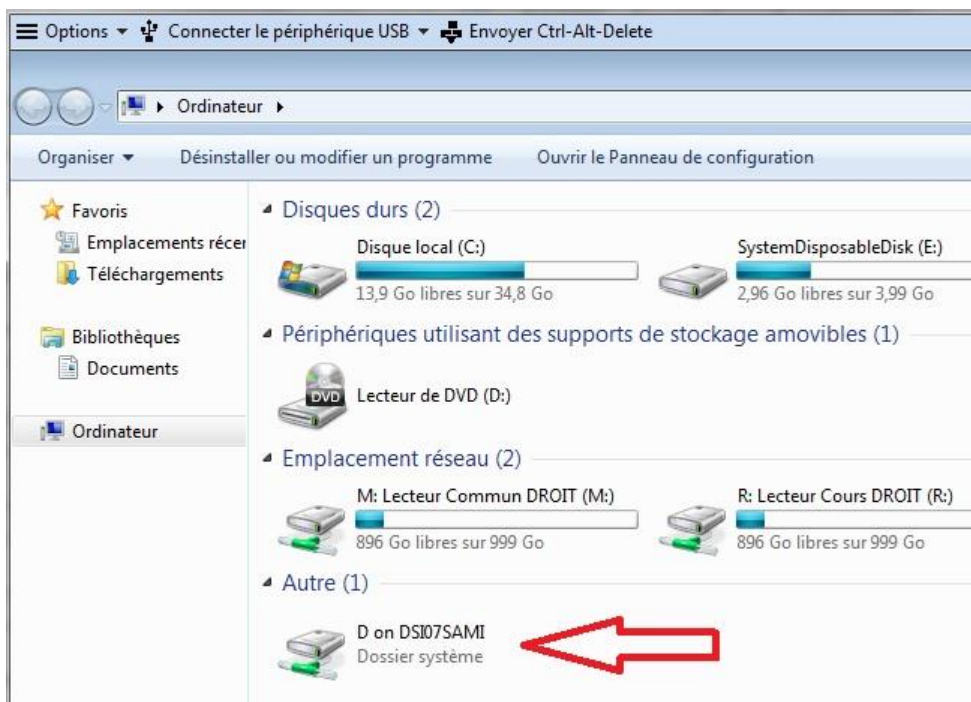 Options Connecter le périphérique USB Envoyer Ctrl-Alt-Delete
Ordinateur
Organiser Désinstaller ou modifier un programme Ouvrir le Panneau de configuration
Favoris
Emplacements récer
Téléchargements
Bibliothèques
Documents
Ordinateur
Disques durs (2)
Disque local (C:)
13,9 Go libres sur 34,8 Go
SystemDisposableDisk (E:)
2,96 Go libres sur 3,99 Go
Périphériques utilisant des supports de stockage amovibles (1)
DVD
Lecteur de DVD (D:)
Emplacement réseau (2)
M: Lecteur Commun DROIT (M:)
896 Go libres sur 999 Go
R: Lecteur Cours DROIT (R:)
896 Go libres sur 999 Go
Autre (1)
D on DSI07SAMI
Dossier système